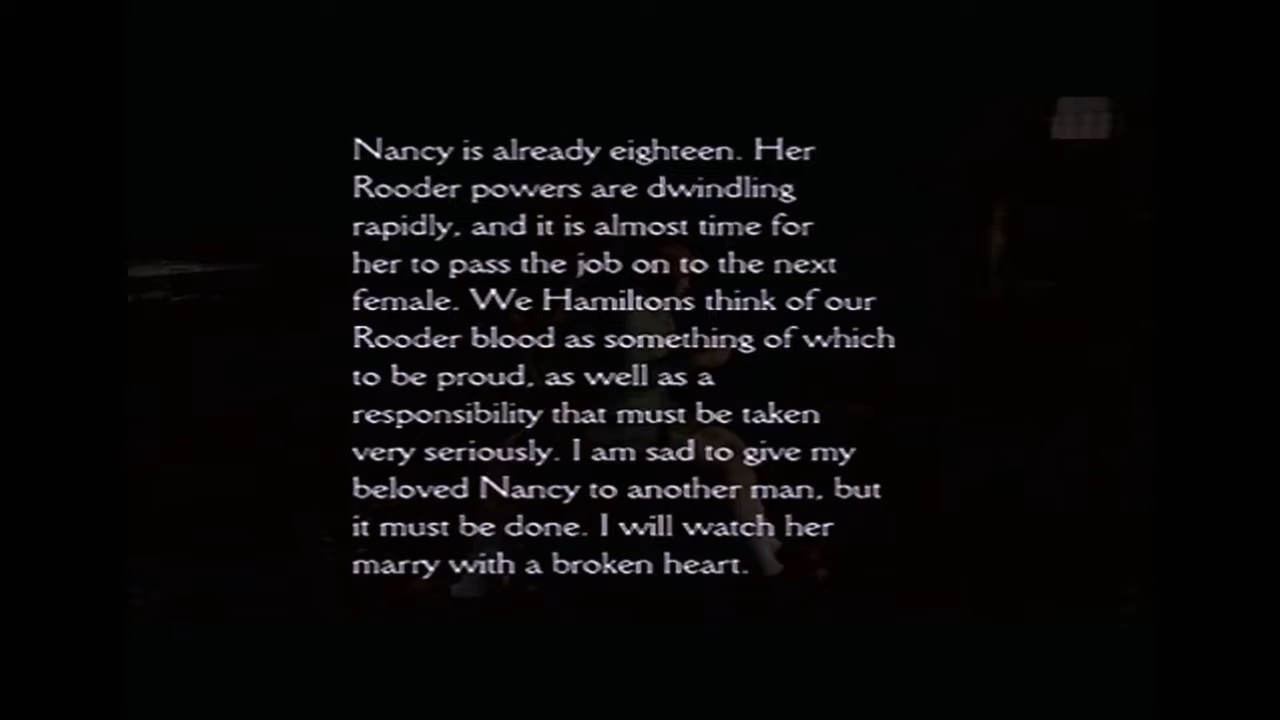 Nancy is already eighteen. Her
Rooder powers are dwindling
rapidly, and it is almost time for
her to pass the job on to the next
female. We Hamiltons think of our
Rooder blood as something of which
to be proud, as well as a
responsibility that must be taken
very seriously. I am sad to give my
beloved Nancy to another man, but
it must be done. I will watch her
marry with a broken heart.